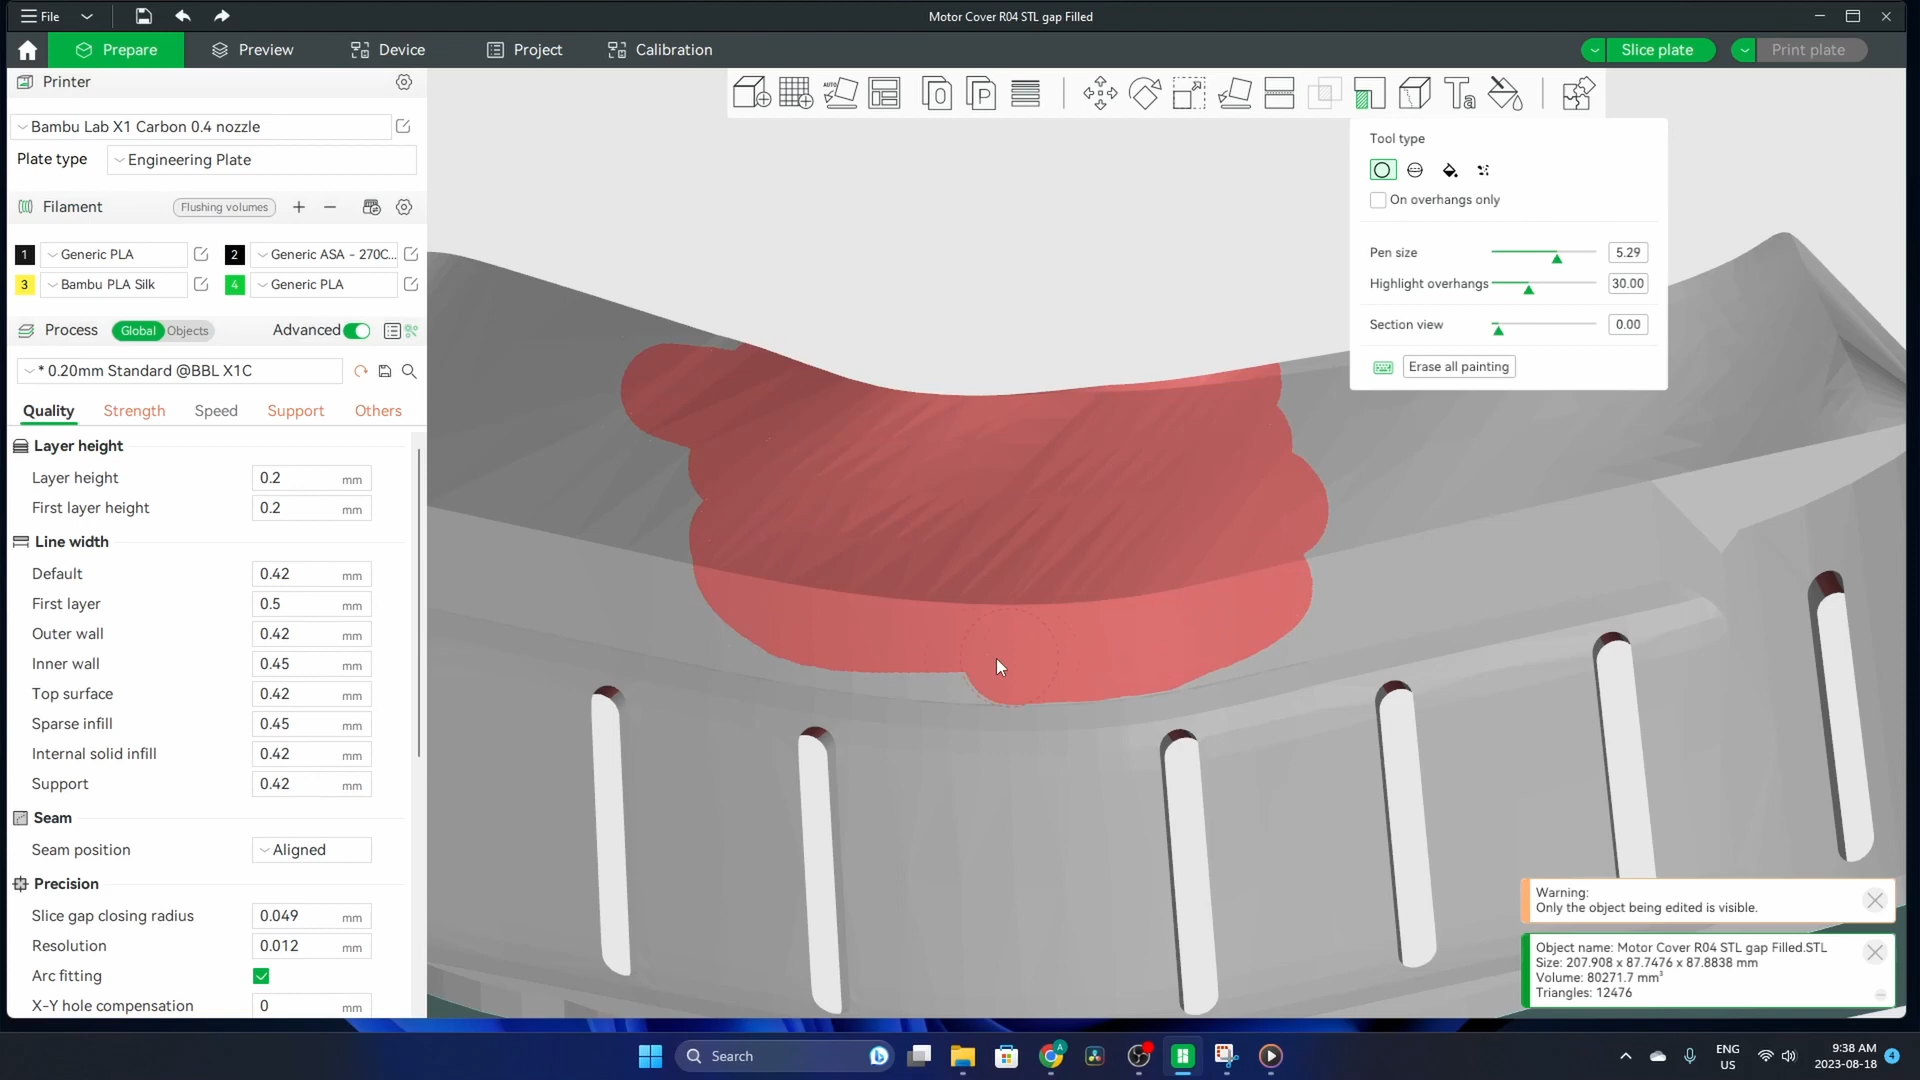 File
Motor Cover R04 STL gap Filled
Prepare
Preview
Device
Project
Calibration
Slice plate
Print plate
Printer
Bambu Lab X1 Carbon 0.4 nozzle
Plate type
Engineering Plate
Filament
Flushing volumes
1 Generic PLA
2 Generic ASA - 270C...
3 Bambu PLA Silk
4 Generic PLA
Process
Global
Objects
Advanced
* 0.20mm Standard @BBL X1C
Quality
Strength
Speed
Support
Others
Layer height
Layer height 0.2 mm
First layer height 0.2 mm
Line width
Default 0.42 mm
First layer 0.5 mm
Outer wall 0.42 mm
Inner wall 0.45 mm
Top surface 0.42 mm
Sparse infill 0.45 mm
Internal solid infill 0.42 mm
Support 0.42 mm
Seam
Seam position Aligned
Precision
Slice gap closing radius 0.049 mm
Resolution 0.012 mm
Arc fitting
X-Y hole compensation 0 mm
AUTO
O
P
Ta
Tool type
On overhangs only
Pen size 5.29
Highlight overhangs 30.00
Section view 0.00
Erase all painting
Warning:
Only the object being edited is visible.
Object name: Motor Cover R04 STL gap Filled.STL
Size: 207.908 x 87.7476 x 87.8838 mm
Volume: 80271.7 mm³
Triangles: 12476
Search
A
ENG
US
9:38 AM
2023-08-18
4